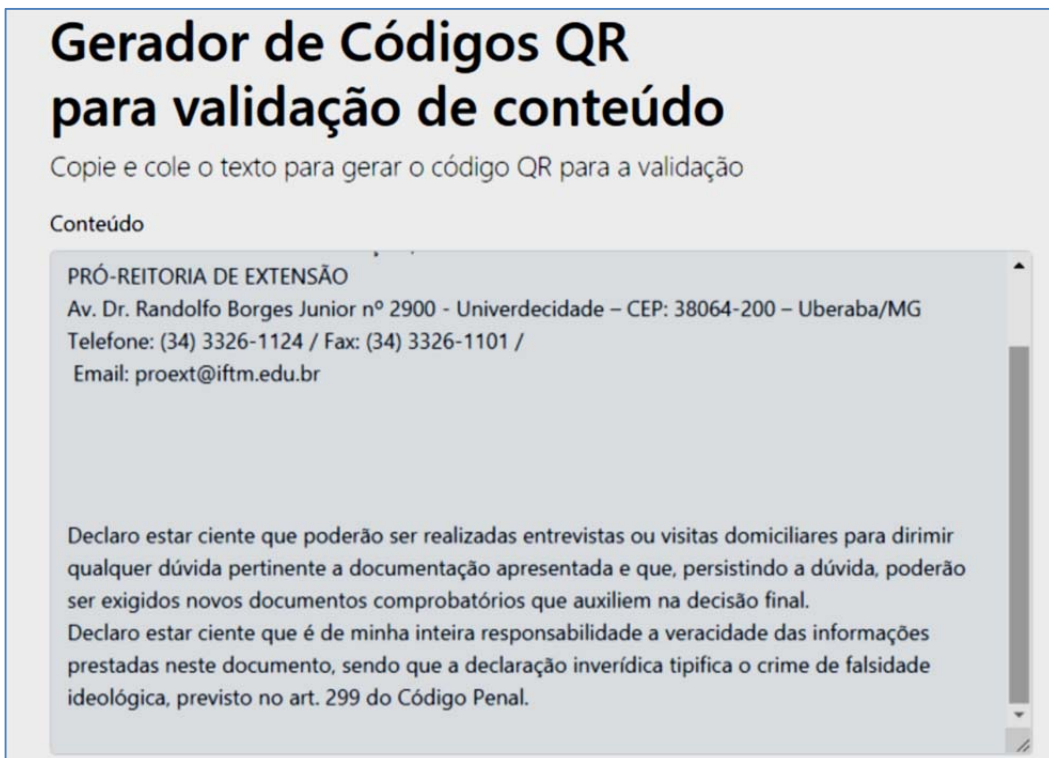 Gerador de Códigos QR
para validação de conteúdo
Copie e cole o texto para gerar o código QR para a validação
Conteúdo
PRÓ-REITORIA DE EXTENSÃO
Av. Dr. Randolfo Borges Junior nº 2900 - Univerdecidade – CEP: 38064-200 – Uberaba/MG
Telefone: (34) 3326-1124 / Fax: (34) 3326-1101 /
Email: proext@iftm.edu.br
Declaro estar ciente que poderão ser realizadas entrevistas ou visitas domiciliares para dirimir
qualquer dúvida pertinente a documentação apresentada e que, persistindo a dúvida, poderão
ser exigidos novos documentos comprobatórios que auxiliem na decisão final.
Declaro estar ciente que é de minha inteira responsabilidade a veracidade das informações
prestadas neste documento, sendo que a declaração inverídica tipifica o crime de falsidade
ideológica, previsto no art. 299 do Código Penal.